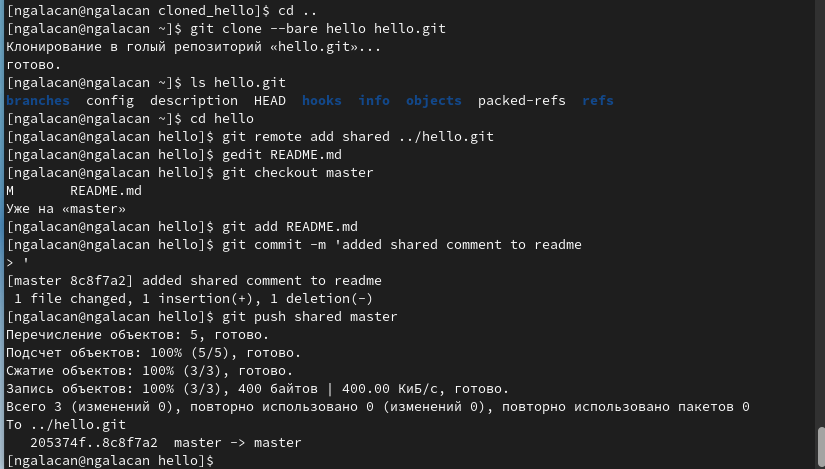 [ngalacan@ngalacan cloned_hello]$ cd ..
[ngalacan@ngalacan ~]$ git clone --bare hello hello.git
Клонирование в голый репозиторий «hello.git»...
готово.
[ngalacan@ngalacan ~]$ ls hello.git
branches  config  description  HEAD  hooks  info  objects  packed-refs  refs
[ngalacan@ngalacan ~]$ cd hello
[ngalacan@ngalacan hello]$ git remote add shared ../hello.git
[ngalacan@ngalacan hello]$ gedit README.md
[ngalacan@ngalacan hello]$ git checkout master
M       README.md
Уже на «master»
[ngalacan@ngalacan hello]$ git add README.md
[ngalacan@ngalacan hello]$ git commit -m 'added shared comment to readme
> '
[master 8c8f7a2] added shared comment to readme
 1 file changed, 1 insertion(+), 1 deletion(-)
[ngalacan@ngalacan hello]$ git push shared master
Перечисление объектов: 5, готово.
Подсчет объектов: 100% (5/5), готово.
Сжатие объектов: 100% (3/3), готово.
Запись объектов: 100% (3/3), 400 байтов | 400.00 КиБ/с, готово.
Всего 3 (изменений 0), повторно использовано 0 (изменений 0), повторно использовано пакетов 0
To ../hello.git
   205374f..8c8f7a2  master -> master
[ngalacan@ngalacan hello]$